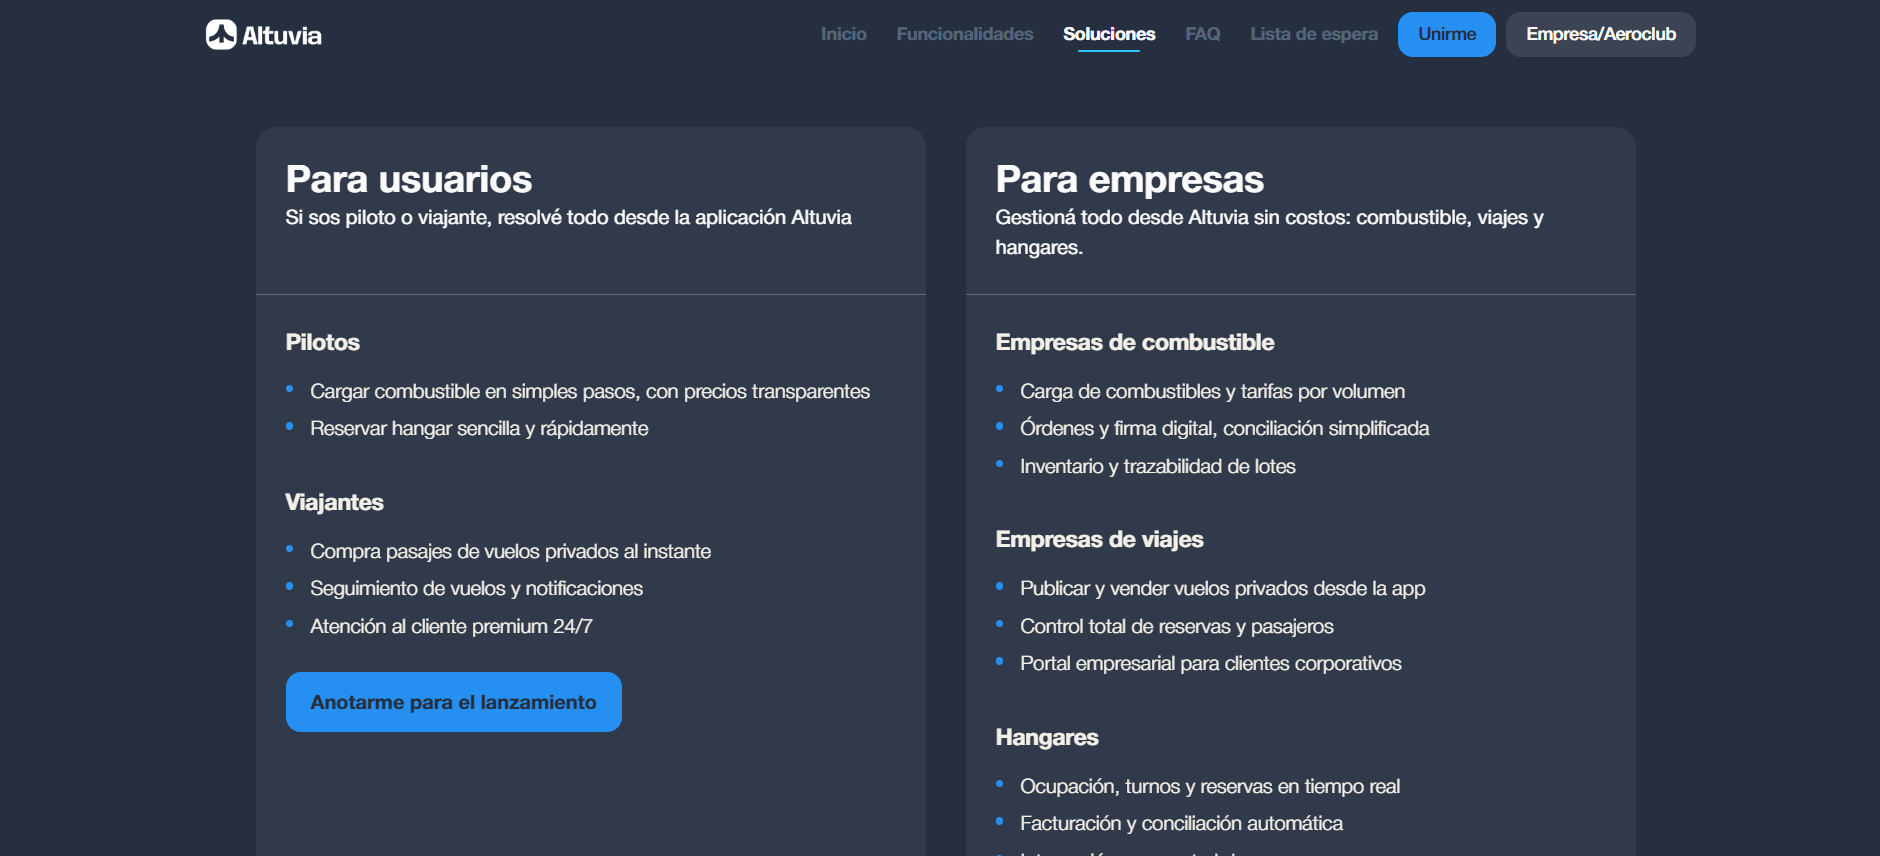 Altuvia
Inicio
Funcionalidades
Soluciones
FAQ
Lista de espera
Unirme
Empresa/Aeroclub
Para usuarios
Si sos piloto o viajante, resolvé todo desde la aplicación Altuvia
Pilotos
Cargar combustible en simples pasos, con precios transparentes
Reservar hangar sencilla y rápidamente
Viajantes
Compra pasajes de vuelos privados al instante
Seguimiento de vuelos y notificaciones
Atención al cliente premium 24/7
Anotarme para el lanzamiento
Para empresas
Gestioná todo desde Altuvia sin costos: combustible, viajes y
hangares.
Empresas de combustible
Carga de combustibles y tarifas por volumen
Órdenes y firma digital, conciliación simplificada
Inventario y trazabilidad de lotes
Empresas de viajes
Publicar y vender vuelos privados desde la app
Control total de reservas y pasajeros
Portal empresarial para clientes corporativos
Hangares
Ocupación, turnos y reservas en tiempo real
Facturación y conciliación automática